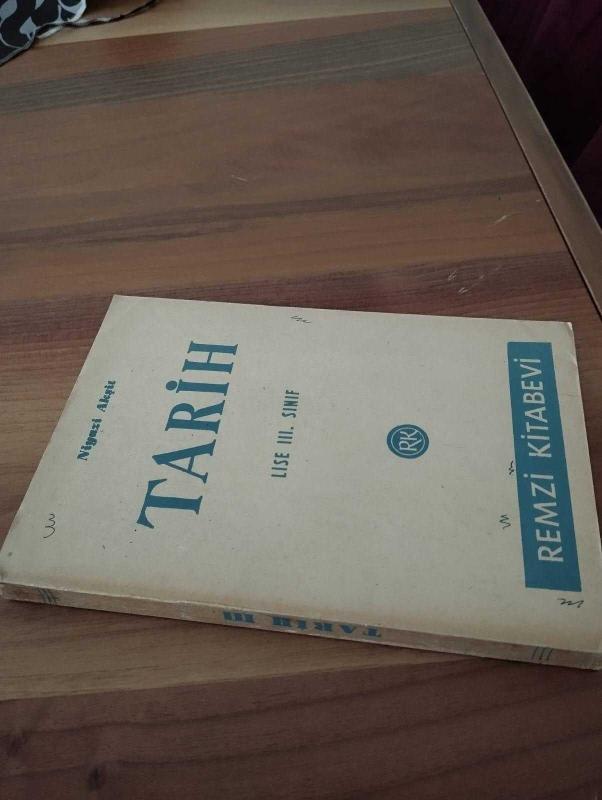 Niyazi Akşit
TARİH
LİSE III. SINIF
RK
REMZİ KİTABEVİ
TARİH III